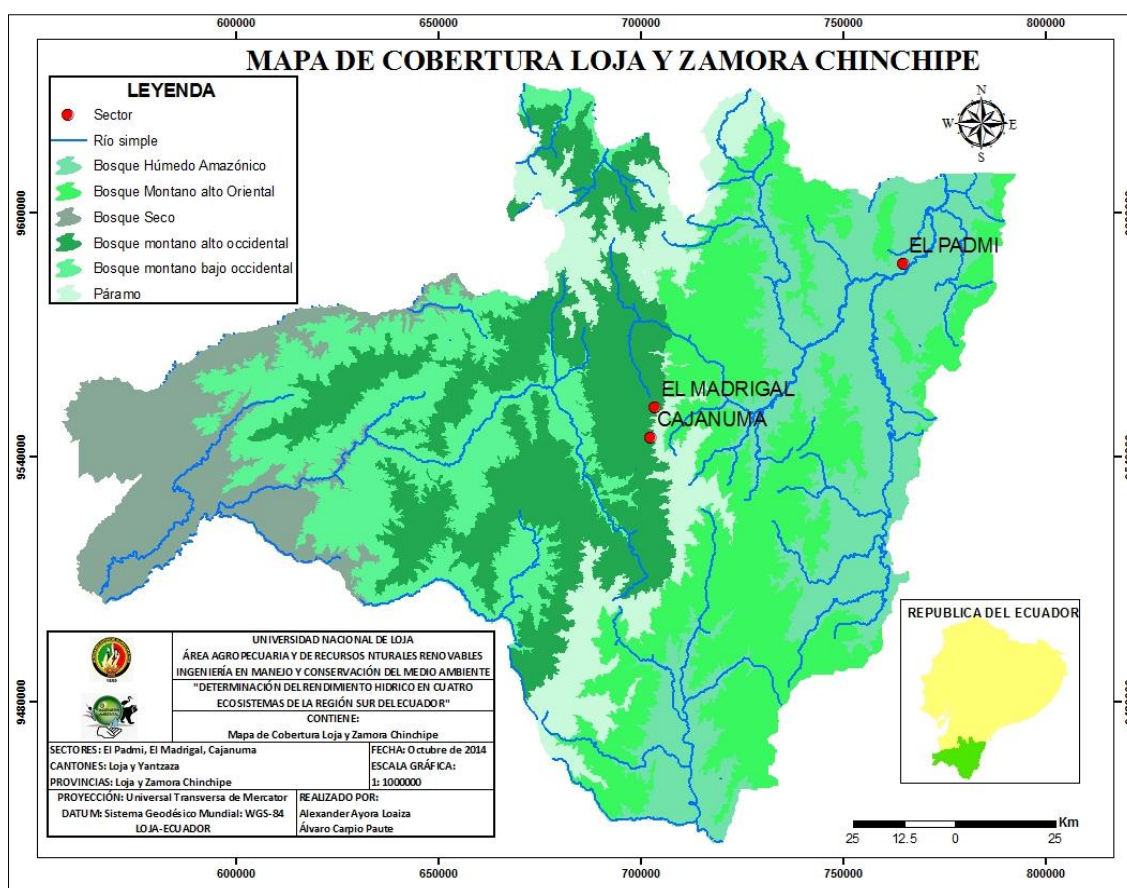 600000 650000 700000 750000 800000
MAPA DE COBERTURA LOJA Y ZAMORA CHINCHIPE
LEYENDA
Sector
Río simple
Bosque Húmedo Amazónico
Bosque Montano alto Oriental
Bosque Seco
Bosque montano alto occidental
Bosque montano bajo occidental
Páramo
N
W E
S
9600000
9540000
9480000
EL PADMI
EL MADRIGAL
CAJANUMA
REPUBLICA DEL ECUADOR
UNIVERSIDAD NACIONAL DE LOJA
ÁREA AGROPECUARIA Y DE RECURSOS NTURALES RENOVABLES
INGENIERÍA EN MANEJO Y CONSERVACIÓN DEL MEDIO AMBIENTE
"DETERMINACIÓN DEL RENDIMIENTO HIDRICO EN CUATRO
ECOSISTEMAS DE LA REGIÓN SUR DEL ECUADOR"
CONTIENE:
Mapa de Cobertura Loja y Zamora Chinchipe
SECTORES: El Padmi, El Madrigal, Cajanuma
CANTONES: Loja y Yantzaza
PROVINCIAS: Loja y Zamora Chinchipe
FECHA: Octubre de 2014
ESCALA GRÁFICA:
1: 1000000
PROYECCIÓN: Universal Transversa de Mercator
DATUM: Sistema Geodésico Mundial: WGS-84
LOJA-ECUADOR
REALIZADO POR:
Alexander Ayora Loaiza
Álvaro Carpio Paute
Km
25 12.5 0 25
600000 650000 700000 750000 800000